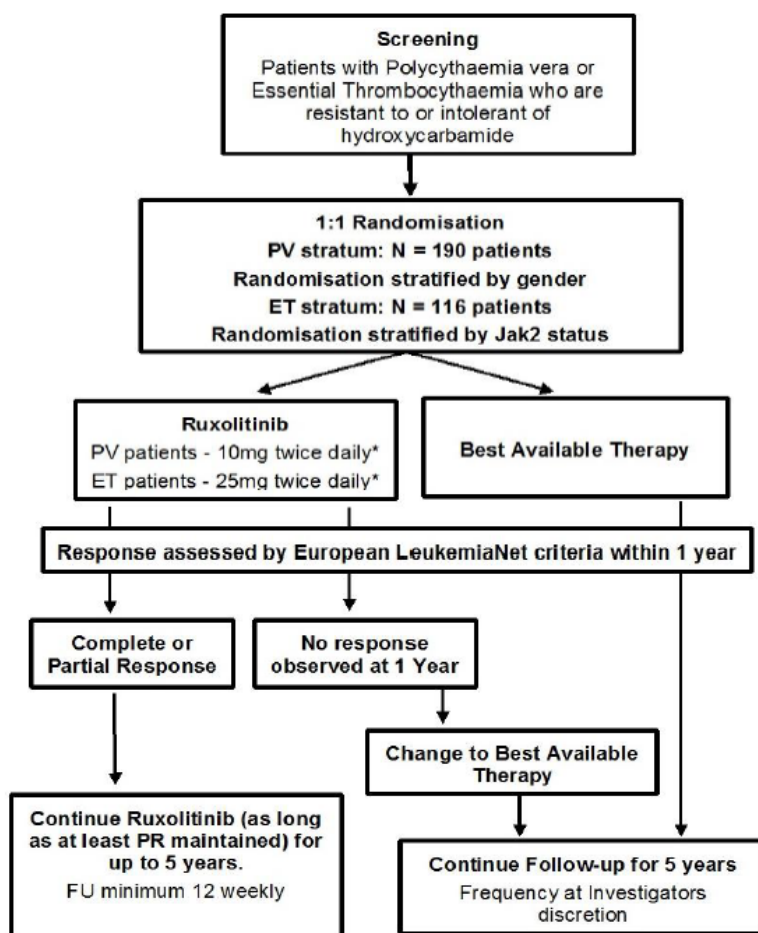 Screening
Patients with Polycythaemia vera or
Essential Thrombocythaemia who are
resistant to or intolerant of
hydroxycarbamide
1:1 Randomisation
PV stratum: N = 190 patients
Randomisation stratified by gender
ET stratum: N = 116 patients
Randomisation stratified by Jak2 status
Ruxolitinib
PV patients - 10mg twice daily*
ET patients - 25mg twice daily*
Best Available Therapy
Response assessed by European LeukemiaNet criteria within 1 year
Complete or
Partial Response
No response
observed at 1 Year
Change to Best Available
Therapy
Continue Ruxolitinib (as long
as at least PR maintained) for
up to 5 years.
FU minimum 12 weekly
Continue Follow-up for 5 years
Frequency at Investigators
discretion